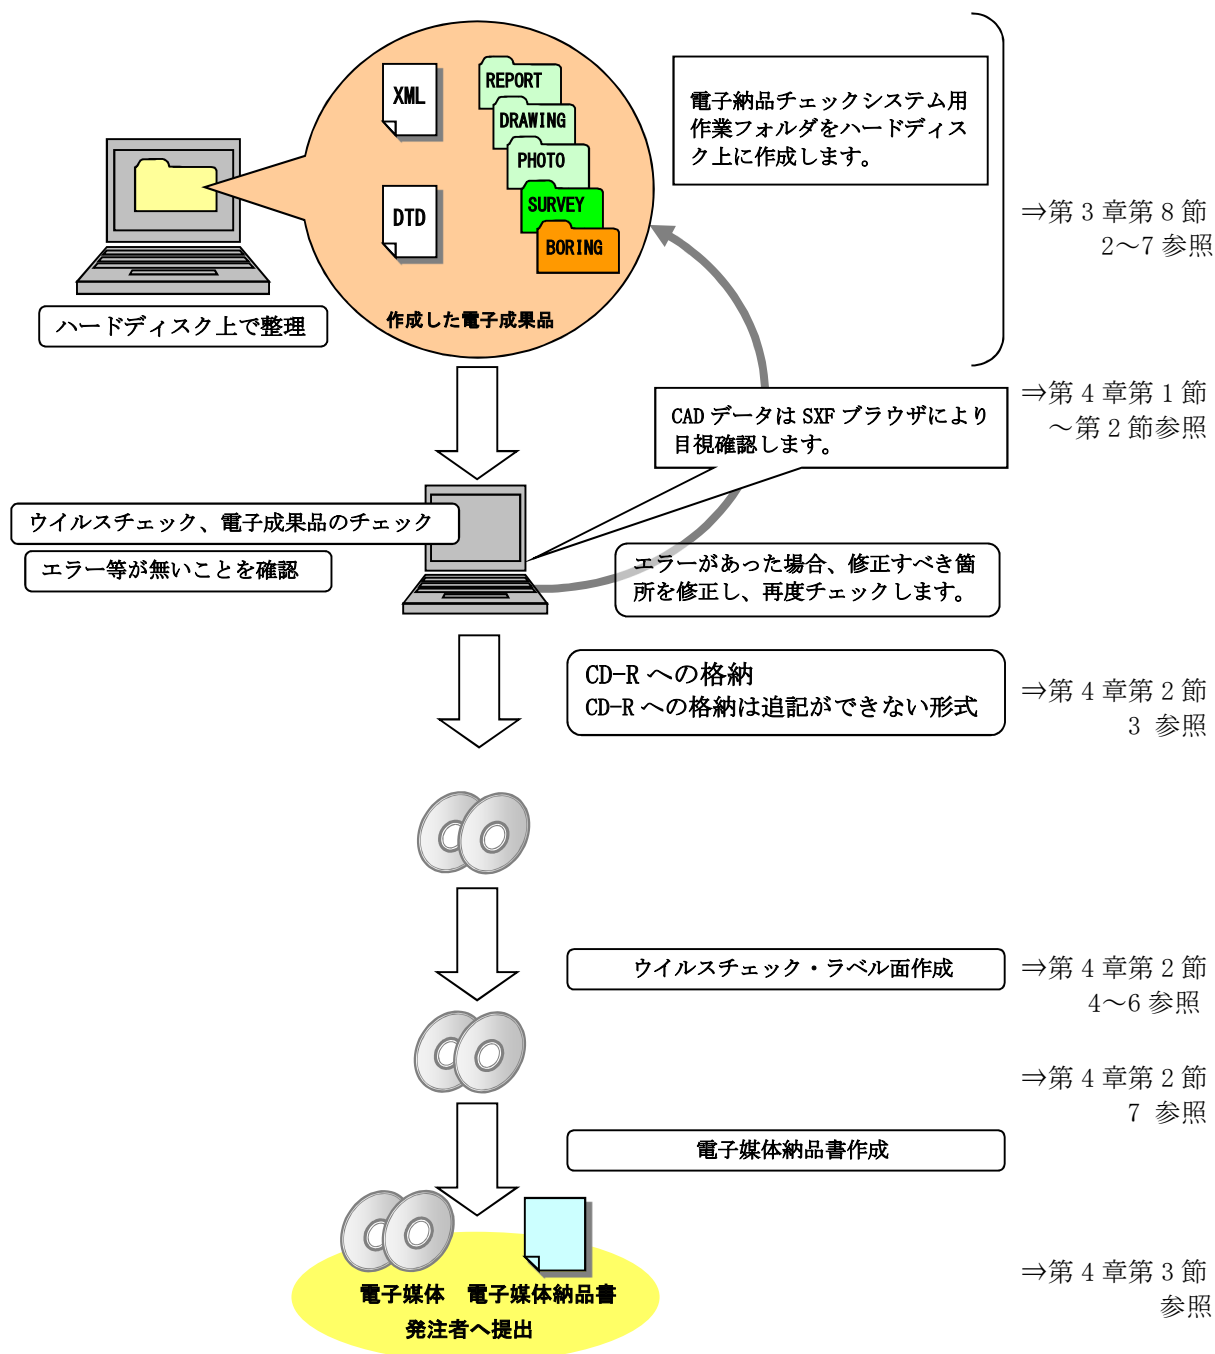 XML
REPORT
DRAWING
PHOTO
DTD
SURVEY
BORING
作成した電子成果品
ハードディスク上で整理
電子納品チェックシステム用
作業フォルダをハードディス
ク上に作成します。
⇒第 3 章第 8 節
2～7 参照
⇒第 4 章第 1 節
～第 2 節参照
CAD データは SXF ブラウザにより
目視確認します。
ウイルスチェック、電子成果品のチェック
エラー等が無いことを確認
エラーがあった場合、修正すべき箇
所を修正し、再度チェックします。
CD-R への格納
CD-R への格納は追記ができない形式
⇒第 4 章第 2 節
3 参照
ウイルスチェック・ラベル面作成
⇒第 4 章第 2 節
4～6 参照
⇒第 4 章第 2 節
7 参照
電子媒体納品書作成
電子媒体 電子媒体納品書
発注者へ提出
⇒第 4 章第 3 節
参照